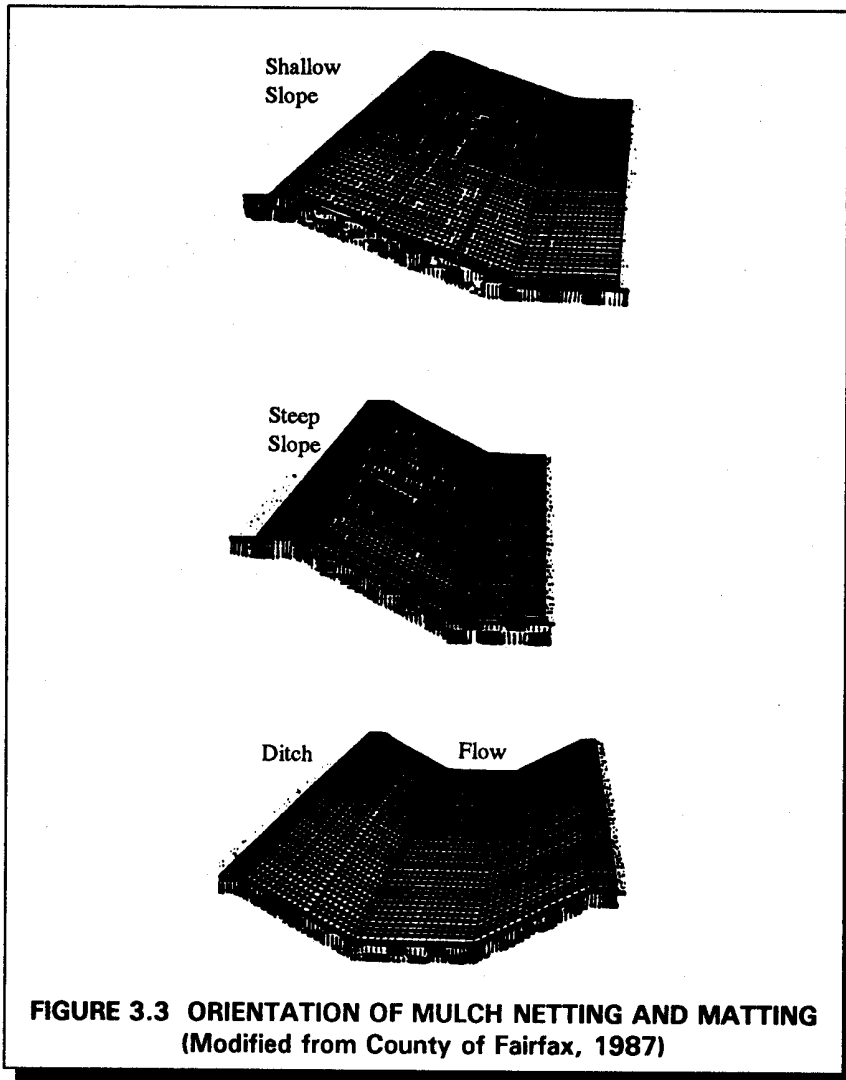 Shallow
Slope
Steep
Slope
Ditch
Flow
FIGURE 3.3 ORIENTATION OF MULCH NETTING AND MATTING
(Modified from County of Fairfax, 1987)